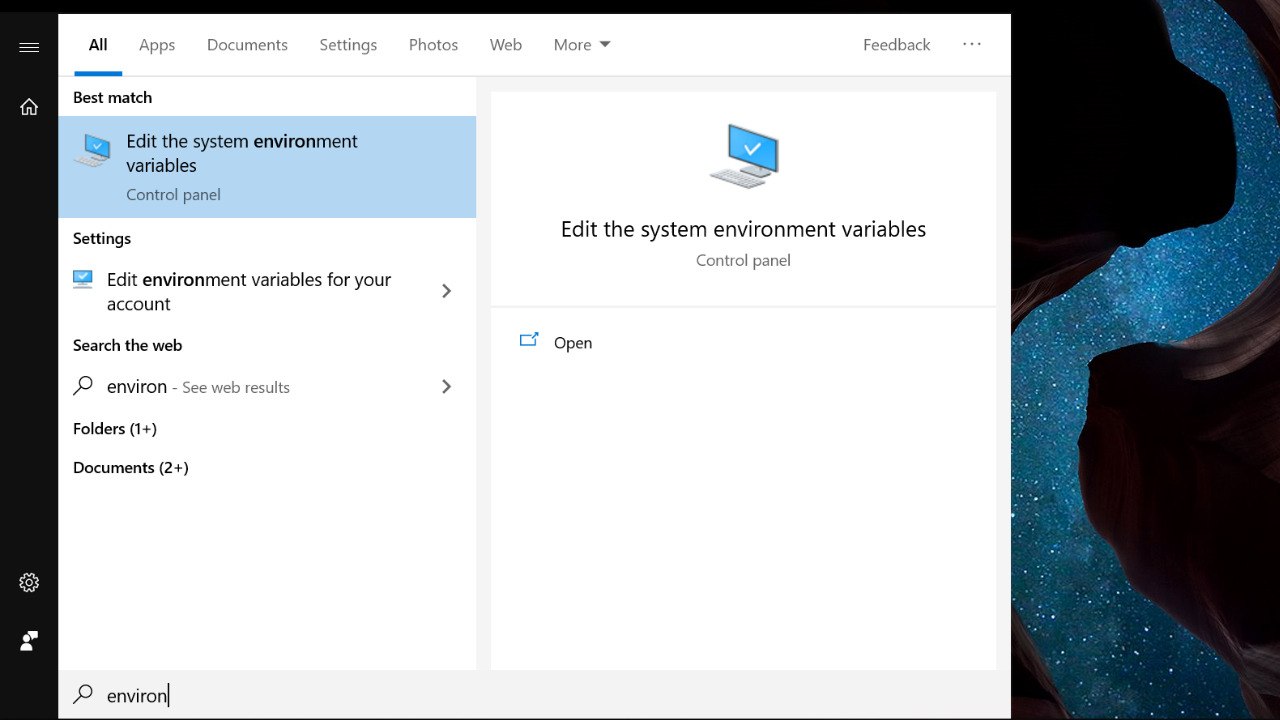 All Apps Documents Settings Photos Web More Feedback ...
Best match
Edit the system environment
variables
Control panel
Settings
Edit environment variables for your
account
Search the web
environ - See web results
Folders (1+)
Documents (2+)
Edit the system environment variables
Control panel
Open
environ